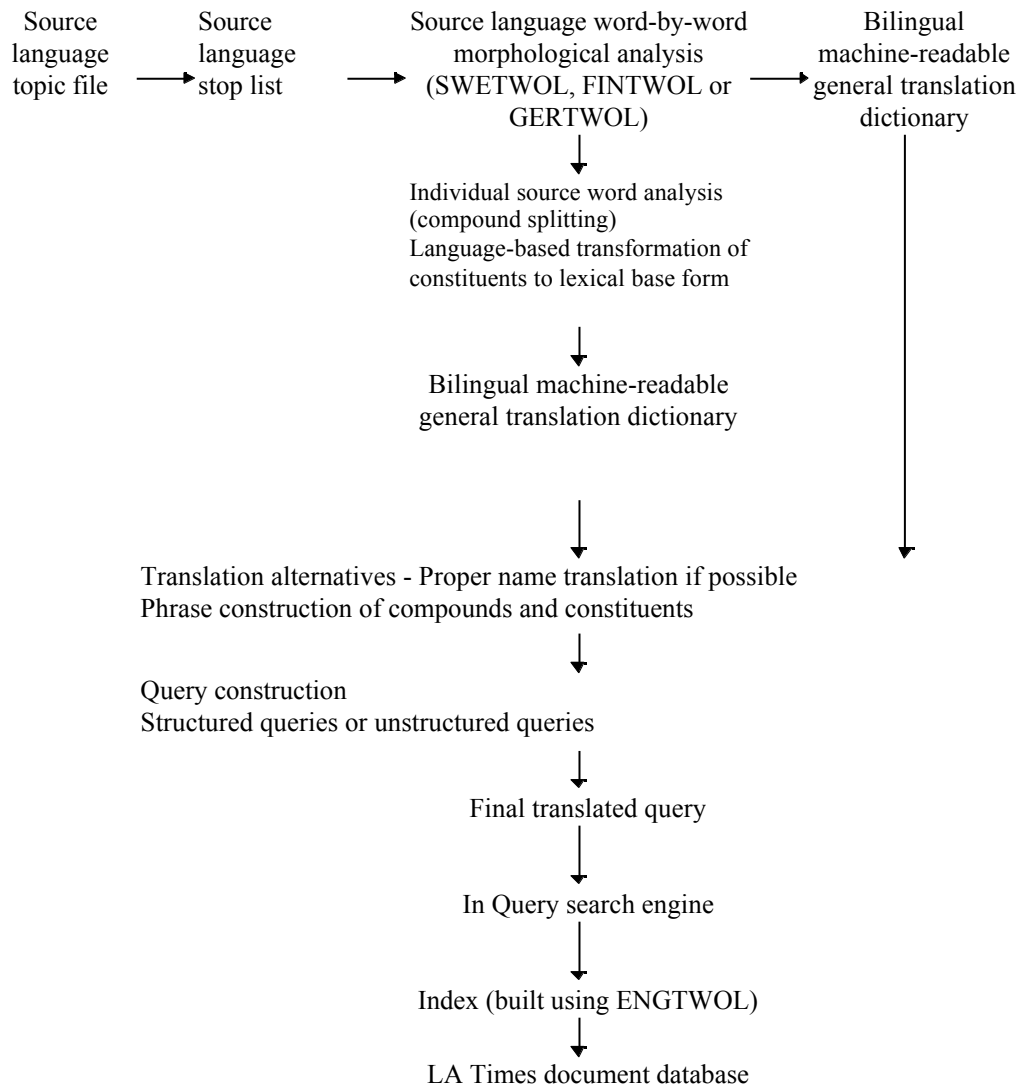 Source
language
topic file
Source
language
stop list
Source language word-by-word
morphological analysis
(SWETWOL, FINTWOL or
GERTWOL)
Bilingual
machine-readable
general translation
dictionary
Individual source word analysis
(compound splitting)
Language-based transformation of
constituents to lexical base form
Bilingual machine-readable
general translation dictionary
Translation alternatives - Proper name translation if possible
Phrase construction of compounds and constituents
Query construction
Structured queries or unstructured queries
Final translated query
In Query search engine
Index (built using ENGTWOL)
LA Times document database